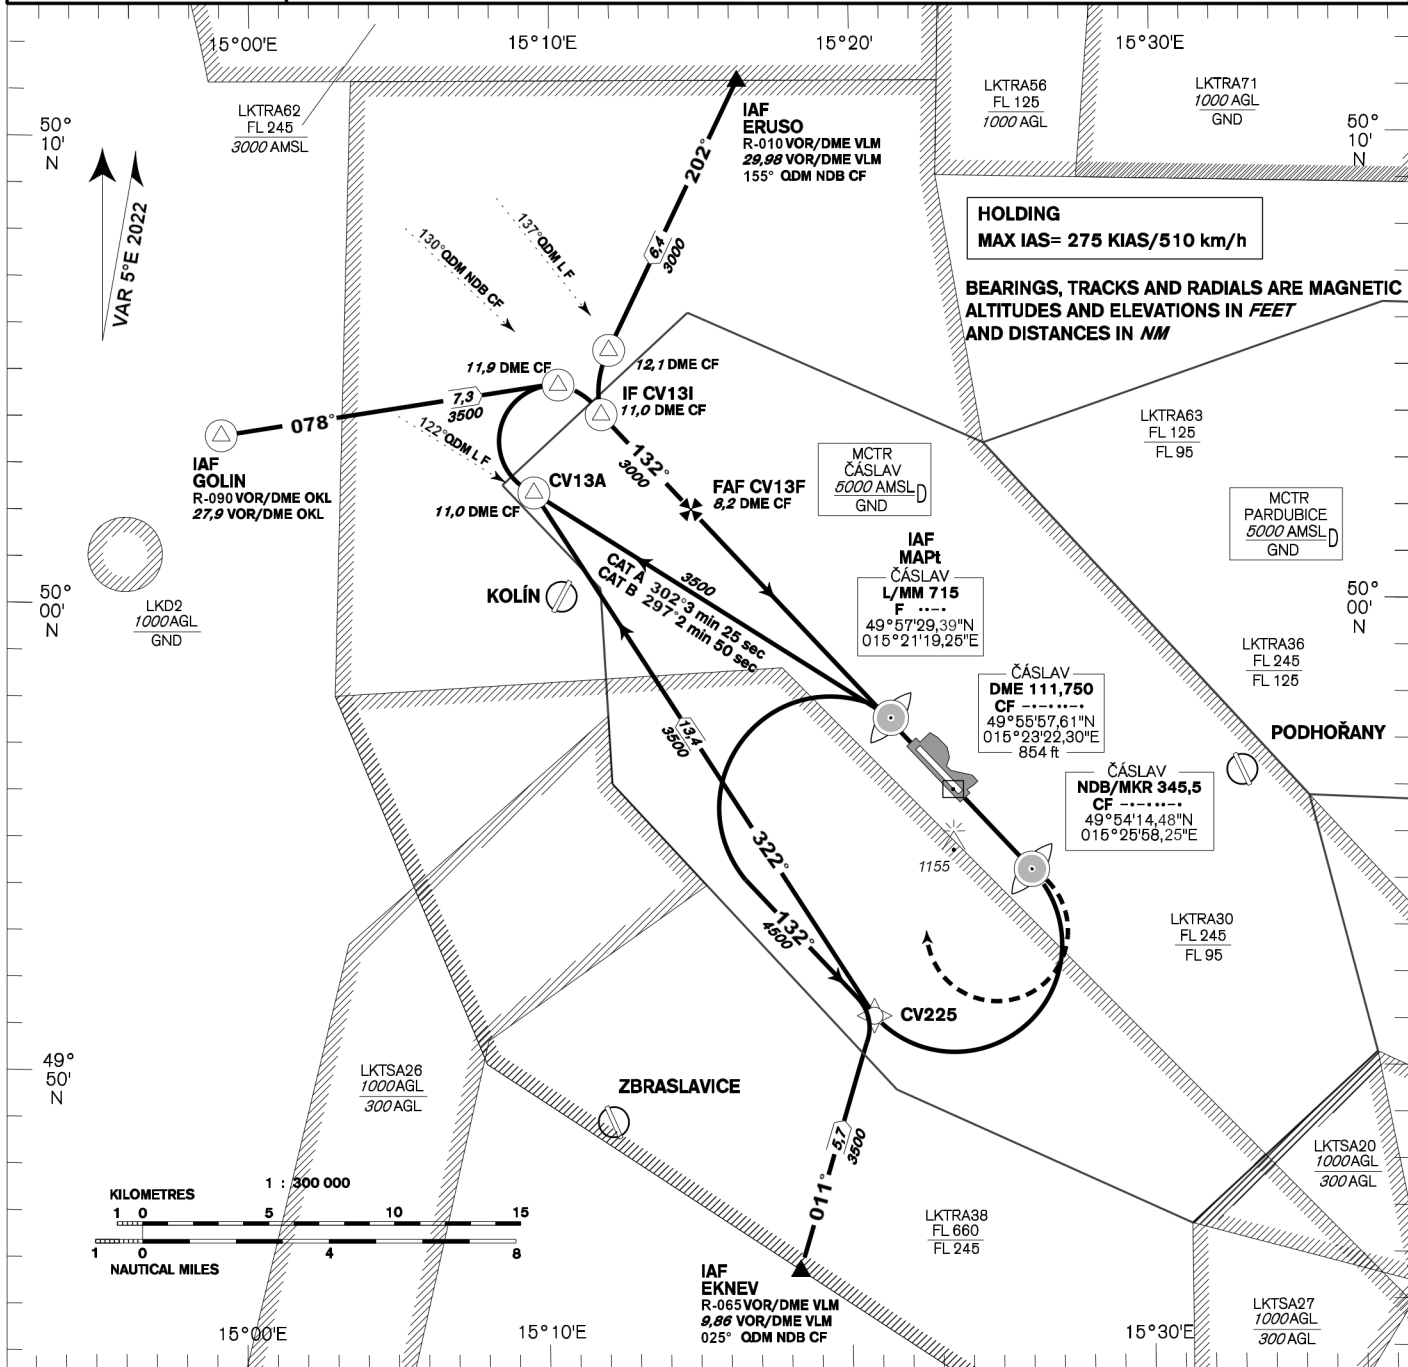 15°00'E
15°10'E
15°20'
15°30'E
LKTRA62
FL 245
3000 AMSL
50°
10'
N
VAR 5°E 2022
IAF
ERUSO
R-010 VOR/DME VLM
29,98 VOR/DME VLM
155° QDM NDB CF
LKTRA56
FL 125
1000 AGL
LKTRA71
1000 AGL
GND
50°
10'
N
HOLDING
MAX IAS= 275 KIAS/510 km/h
BEARINGS, TRACKS AND RADIALS ARE MAGNETIC
ALTITUDES AND ELEVATIONS IN FEET
AND DISTANCES IN NM
202°
6,4
3000
137°QDM L F
130°QDM NDB CF
12,1 DME CF
11,9 DME CF
IF CV13I
11,0 DME CF
7,3
3500
078°
122°QDM L F
IAF
GOLIN
R-090 VOR/DME OKL
27,9 VOR/DME OKL
CV13A
11,0 DME CF
132°
3000
FAF CV13F
8,2 DME CF
MCTR
ČÁSLAV
5000 AMSL D
GND
LKTRA63
FL 125
FL 95
MCTR
PARDUBICE
5000 AMSL D
GND
IAF
MAPt
ČÁSLAV
L/MM 715
F ··–·
49°57'29,39"N
015°21'19,25"E
3500
CAT A 302°3 min 25 sec
CAT B 297°2 min 50 sec
KOLÍN
LKD2
1000AGL
GND
50°
00'
N
50°
00'
N
LKTRA36
FL 245
FL 125
ČÁSLAV
DME 111,750
CF –·–· ··–·
49°55'57,61"N
015°23'22,30"E
854 ft
PODHOŘANY
ČÁSLAV
NDB/MKR 345,5
CF –·–· ··–·
49°54'14,48"N
015°25'58,25"E
13,4
3500
322°
1155
132°
4500
LKTRA30
FL 245
FL 95
CV225
49°
50'
N
LKTSA26
1000AGL
300 AGL
ZBRASLAVICE
5,7
3500
011°
LKTSA20
1000AGL
300 AGL
1 : 300 000
KILOMETRES
1 0 5 10 15
1 0 4 8
NAUTICAL MILES
LKTRA38
FL 660
FL 245
IAF
EKNEV
R-065 VOR/DME VLM
9,86 VOR/DME VLM
025° QDM NDB CF
LKTSA27
1000AGL
300 AGL
15°00'E
15°10'E
15°30'E